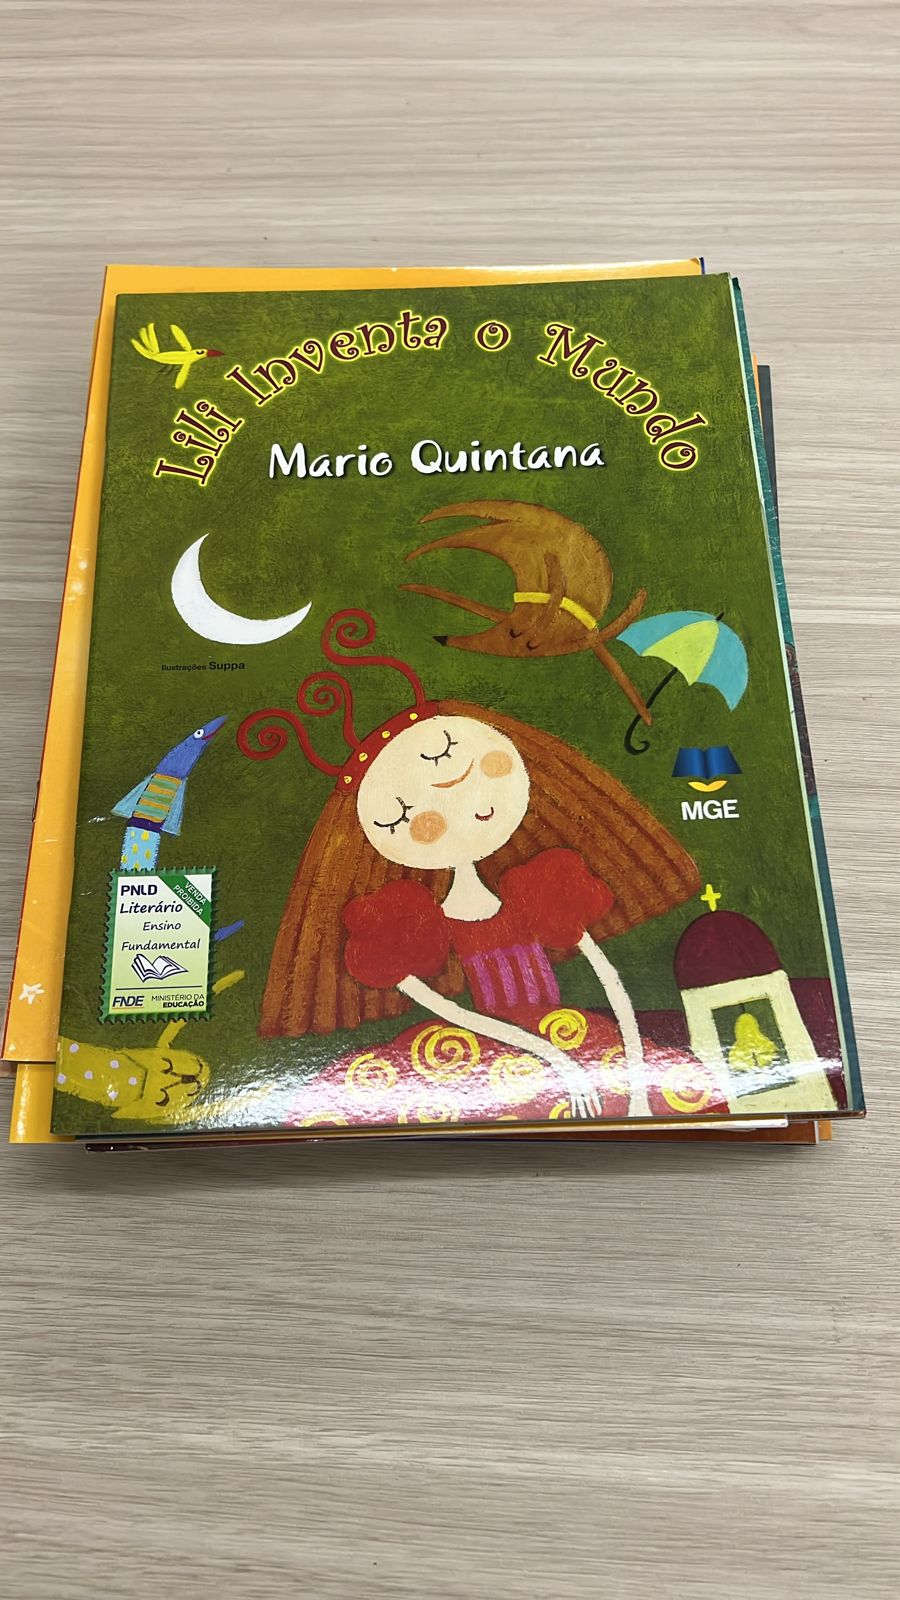 Lili Inventa o Mundo
Mario Quintana
Ilustrações Suppa
MGE
PNLD
Literário
Ensino
Fundamental
VENDA
PROIBIDA
FNDE
MINISTÉRIO DA
EDUCAÇÃO